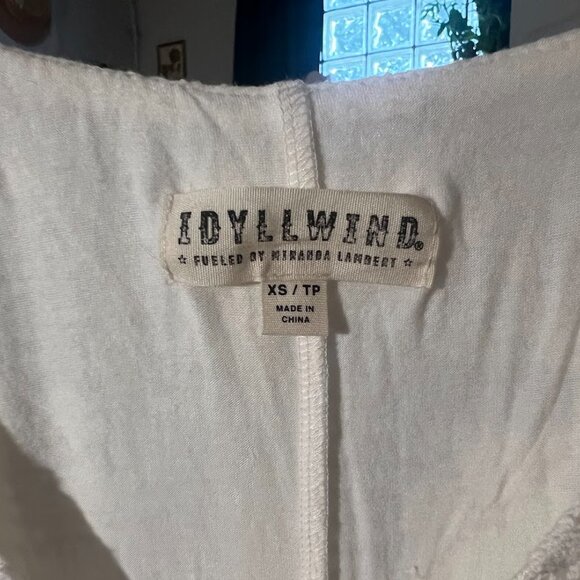 IDYLLWIND®
★ FUELED BY MIRANDA LAMBERT ★
XS / TP
MADE IN
CHINA